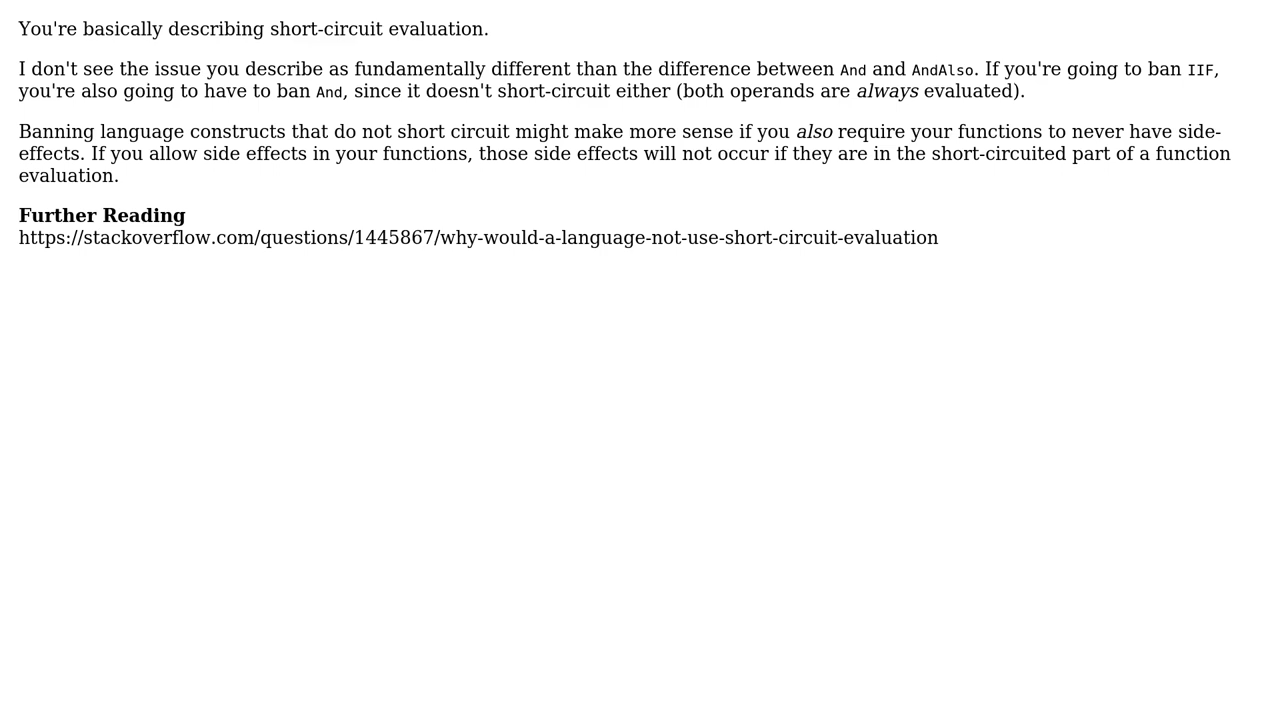 You're basically describing short-circuit evaluation.
I don't see the issue you describe as fundamentally different than the difference between And and AndAlso. If you're going to ban IIF,
you're also going to have to ban And, since it doesn't short-circuit either (both operands are always evaluated).
Banning language constructs that do not short circuit might make more sense if you also require your functions to never have side-
effects. If you allow side effects in your functions, those side effects will not occur if they are in the short-circuited part of a function
evaluation.
Further Reading
https://stackoverflow.com/questions/1445867/why-would-a-language-not-use-short-circuit-evaluation